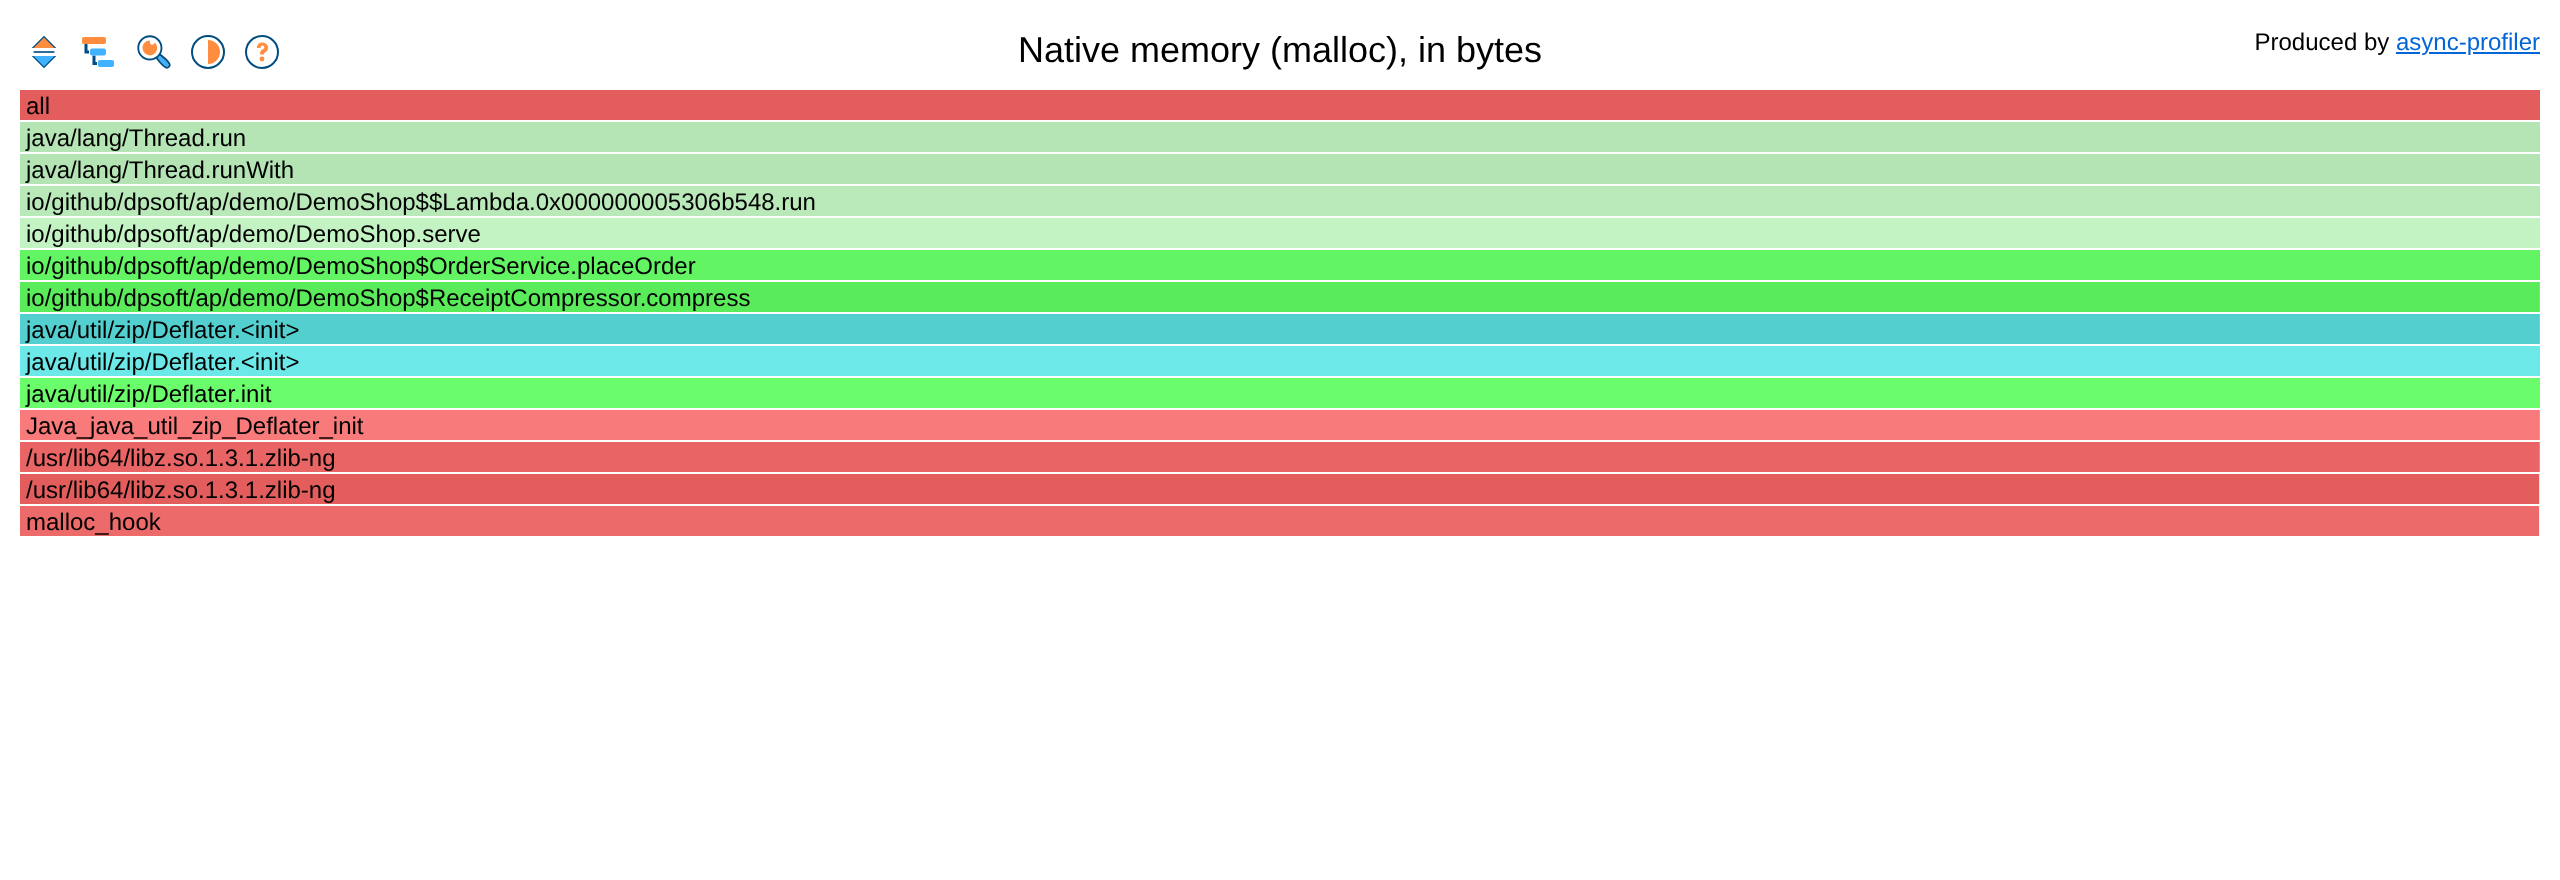 Native memory (malloc), in bytes
Produced by async-profiler
all
java/lang/Thread.run
java/lang/Thread.runWith
io/github/dpsoft/ap/demo/DemoShop$$Lambda.0x000000005306b548.run
io/github/dpsoft/ap/demo/DemoShop.serve
io/github/dpsoft/ap/demo/DemoShop$OrderService.placeOrder
io/github/dpsoft/ap/demo/DemoShop$ReceiptCompressor.compress
java/util/zip/Deflater.<init>
java/util/zip/Deflater.<init>
java/util/zip/Deflater.init
Java_java_util_zip_Deflater_init
/usr/lib64/libz.so.1.3.1.zlib-ng
/usr/lib64/libz.so.1.3.1.zlib-ng
malloc_hook